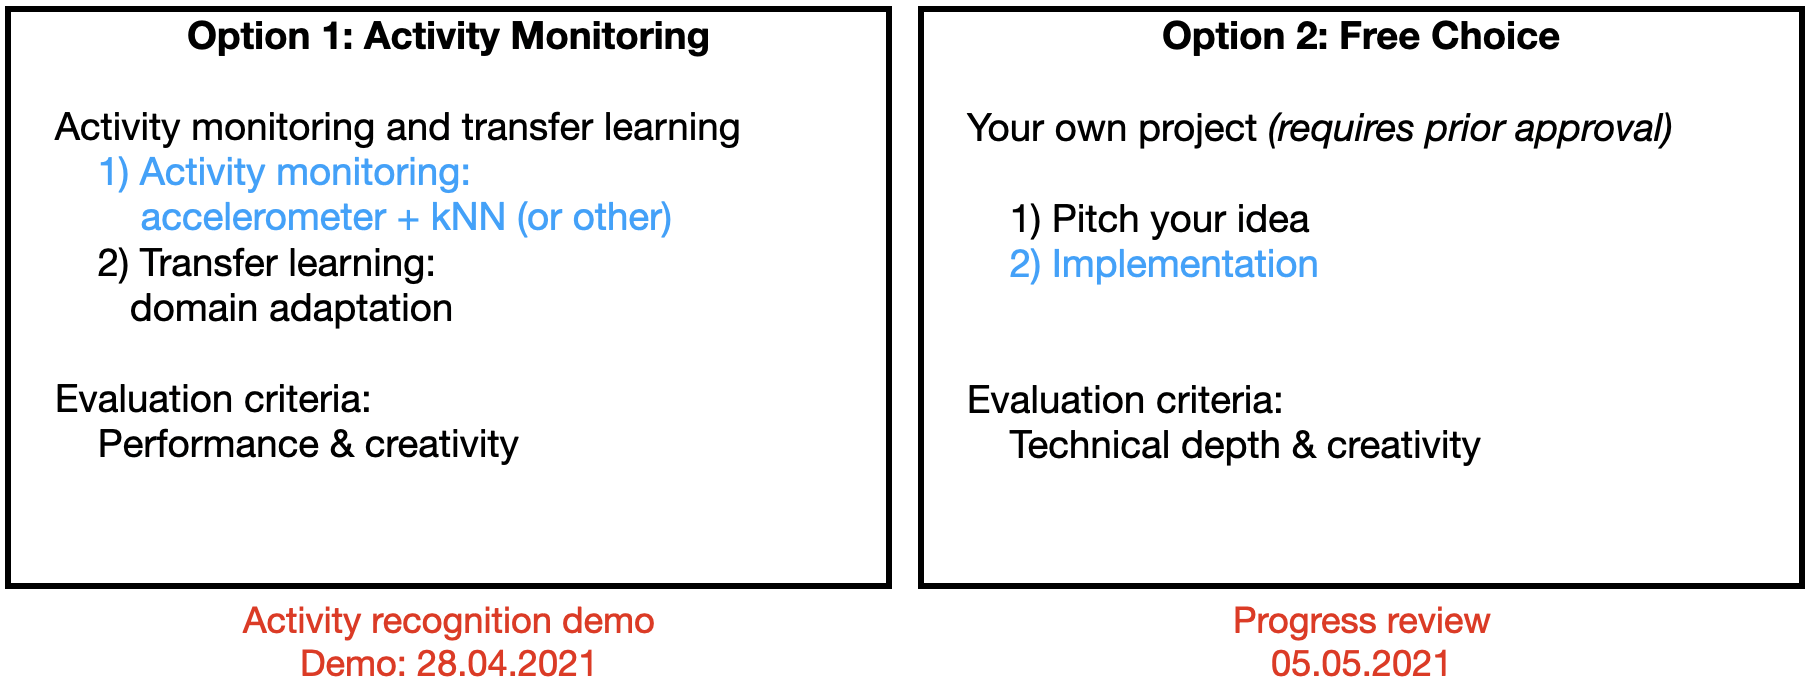 Option 1: Activity Monitoring
Activity monitoring and transfer learning
1) Activity monitoring:
accelerometer + kNN (or other)
2) Transfer learning:
domain adaptation
Evaluation criteria:
Performance & creativity
Activity recognition demo
Demo: 28.04.2021
Option 2: Free Choice
Your own project (requires prior approval)
1) Pitch your idea
2) Implementation
Evaluation criteria:
Technical depth & creativity
Progress review
05.05.2021